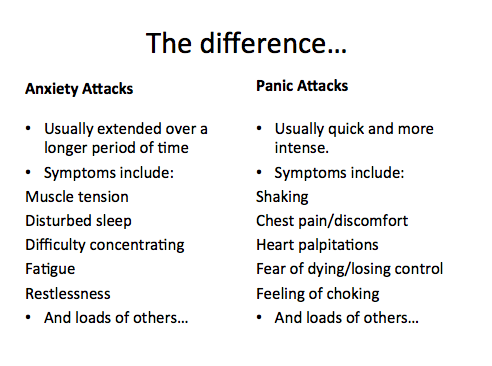 The difference…
Anxiety Attacks
• Usually extended over a
longer period of time
• Symptoms include:
Muscle tension
Disturbed sleep
Difficulty concentrating
Fatigue
Restlessness
• And loads of others…
Panic Attacks
• Usually quick and more
intense.
• Symptoms include:
Shaking
Chest pain/discomfort
Heart palpitations
Fear of dying/losing control
Feeling of choking
• And loads of others…